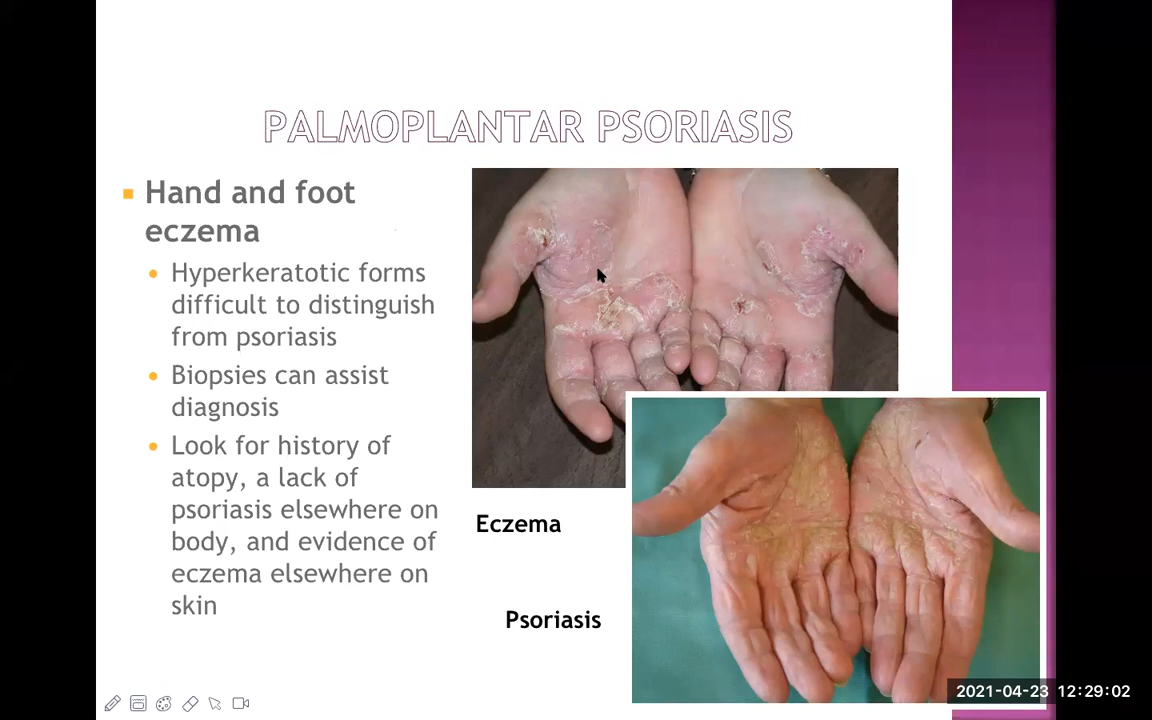 PALMOPLANTAR PSORIASIS
Hand and foot
eczema
Hyperkeratotic forms
difficult to distinguish
from psoriasis
Biopsies can assist
diagnosis
Look for history of
atopy, a lack of
psoriasis elsewhere on
body, and evidence of
eczema elsewhere on
skin
Eczema
Psoriasis
2021-04-23 12:29:02